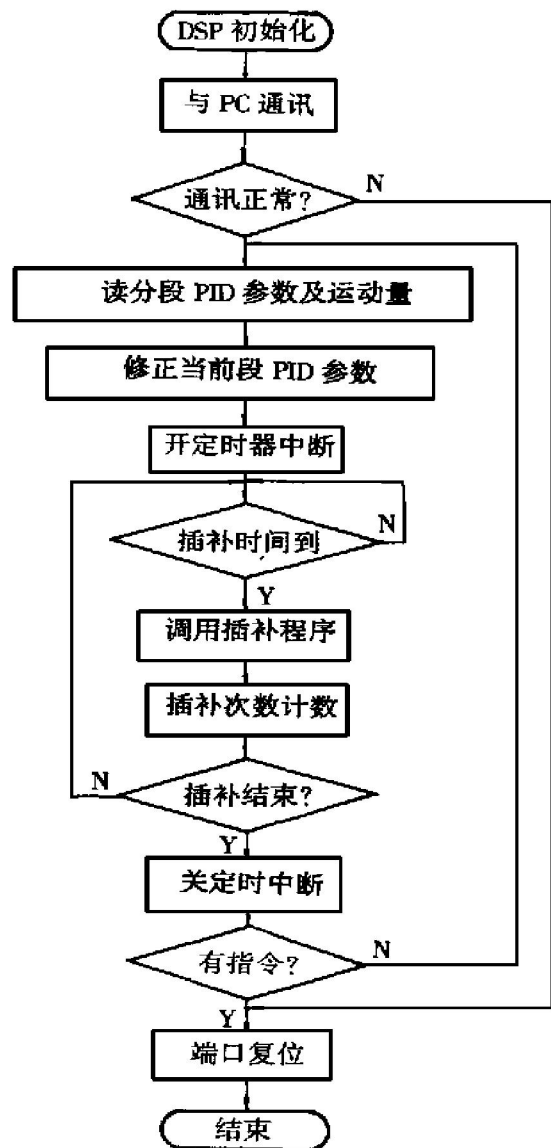 DSP 初始化
与 PC 通讯
通讯正常?
N
读分段 PID 参数及运动量
修正当前段 PID 参数
开定时器中断
插补时间到
N
Y
调用插补程序
插补次数计数
插补结束?
N
Y
关定时中断
有指令?
N
Y
端口复位
结束